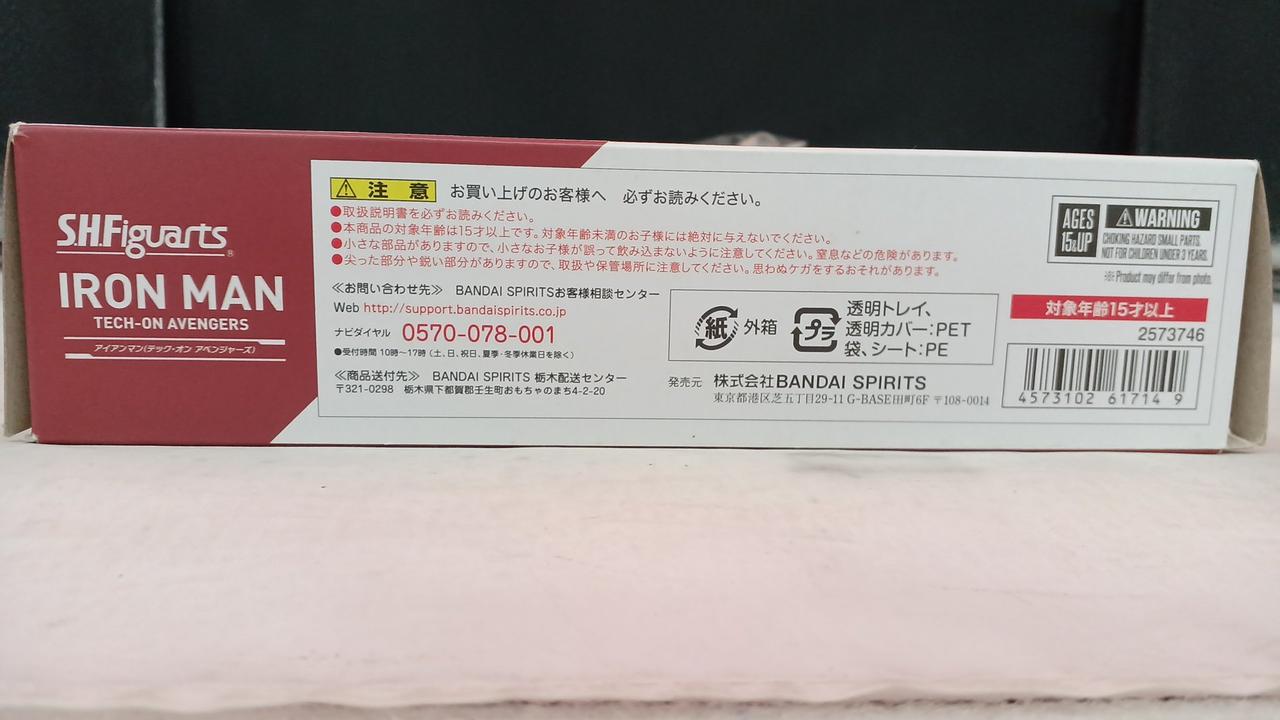 S.H.Figuarts®
IRON MAN
TECH-ON AVENGERS
アイアンマン(テック・オン アベンジャーズ)
⚠ 注意 お買い上げのお客様へ 必ずお読みください。
●取扱説明書を必ずお読みください。
●本商品の対象年齢は15才以上です。対象年齢未満のお子様には絶対に与えないでください。
●小さな部品がありますので、小さなお子様が誤って飲み込まないように注意してください。窒息などの危険があります。
●尖った部分や鋭い部分がありますので、取扱や保管場所に注意してください。思わぬケガをするおそれがあります。
≪お問い合わせ先≫ BANDAI SPIRITSお客様相談センター
Web http://support.bandaispirits.co.jp
ナビダイヤル 0570-078-001
●受付時間 10時〜17時(土、日、祝日、夏季・冬季休業日を除く)
≪商品送付先≫ BANDAI SPIRITS 栃木配送センター
〒321-0298 栃木県下都賀郡壬生町おもちゃのまち4-2-20
紙 外箱
プラ 透明トレイ、
透明カバー:PET
袋、シート:PE
発売元 株式会社BANDAI SPIRITS
東京都港区芝五丁目29-11 G-BASE田町6F 〒108-0014
AGES
15&UP
⚠WARNING
CHOKING HAZARD SMALL PARTS.
NOT FOR CHILDREN UNDER 3 YEARS.
※Product may differ from photo.
対象年齢15才以上
2573746
4573102 61714 9